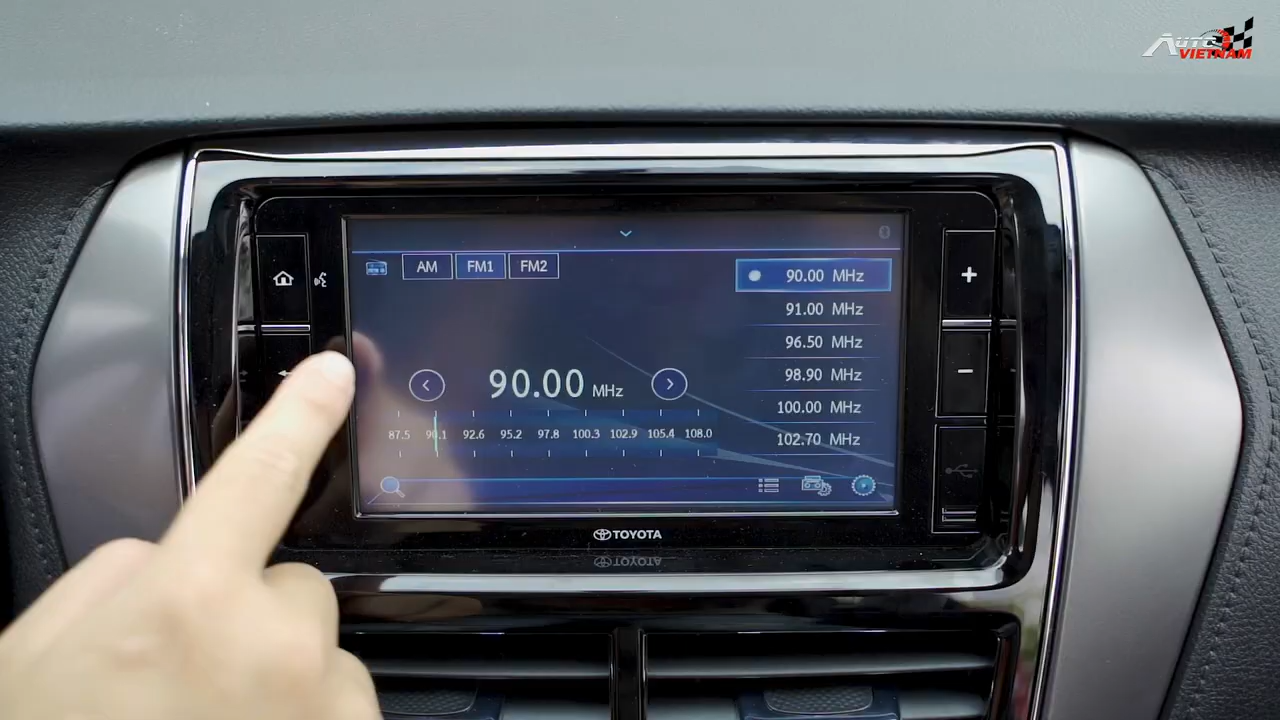 AUTO
VIETNAM
AM FM1 FM2
90.00 MHz
91.00 MHz
96.50 MHz
98.90 MHz
100.00 MHz
102.70 MHz
90.00 MHz
87.5 90.1 92.6 95.2 97.8 100.3 102.9 105.4 108.0
+
-
TOYOTA